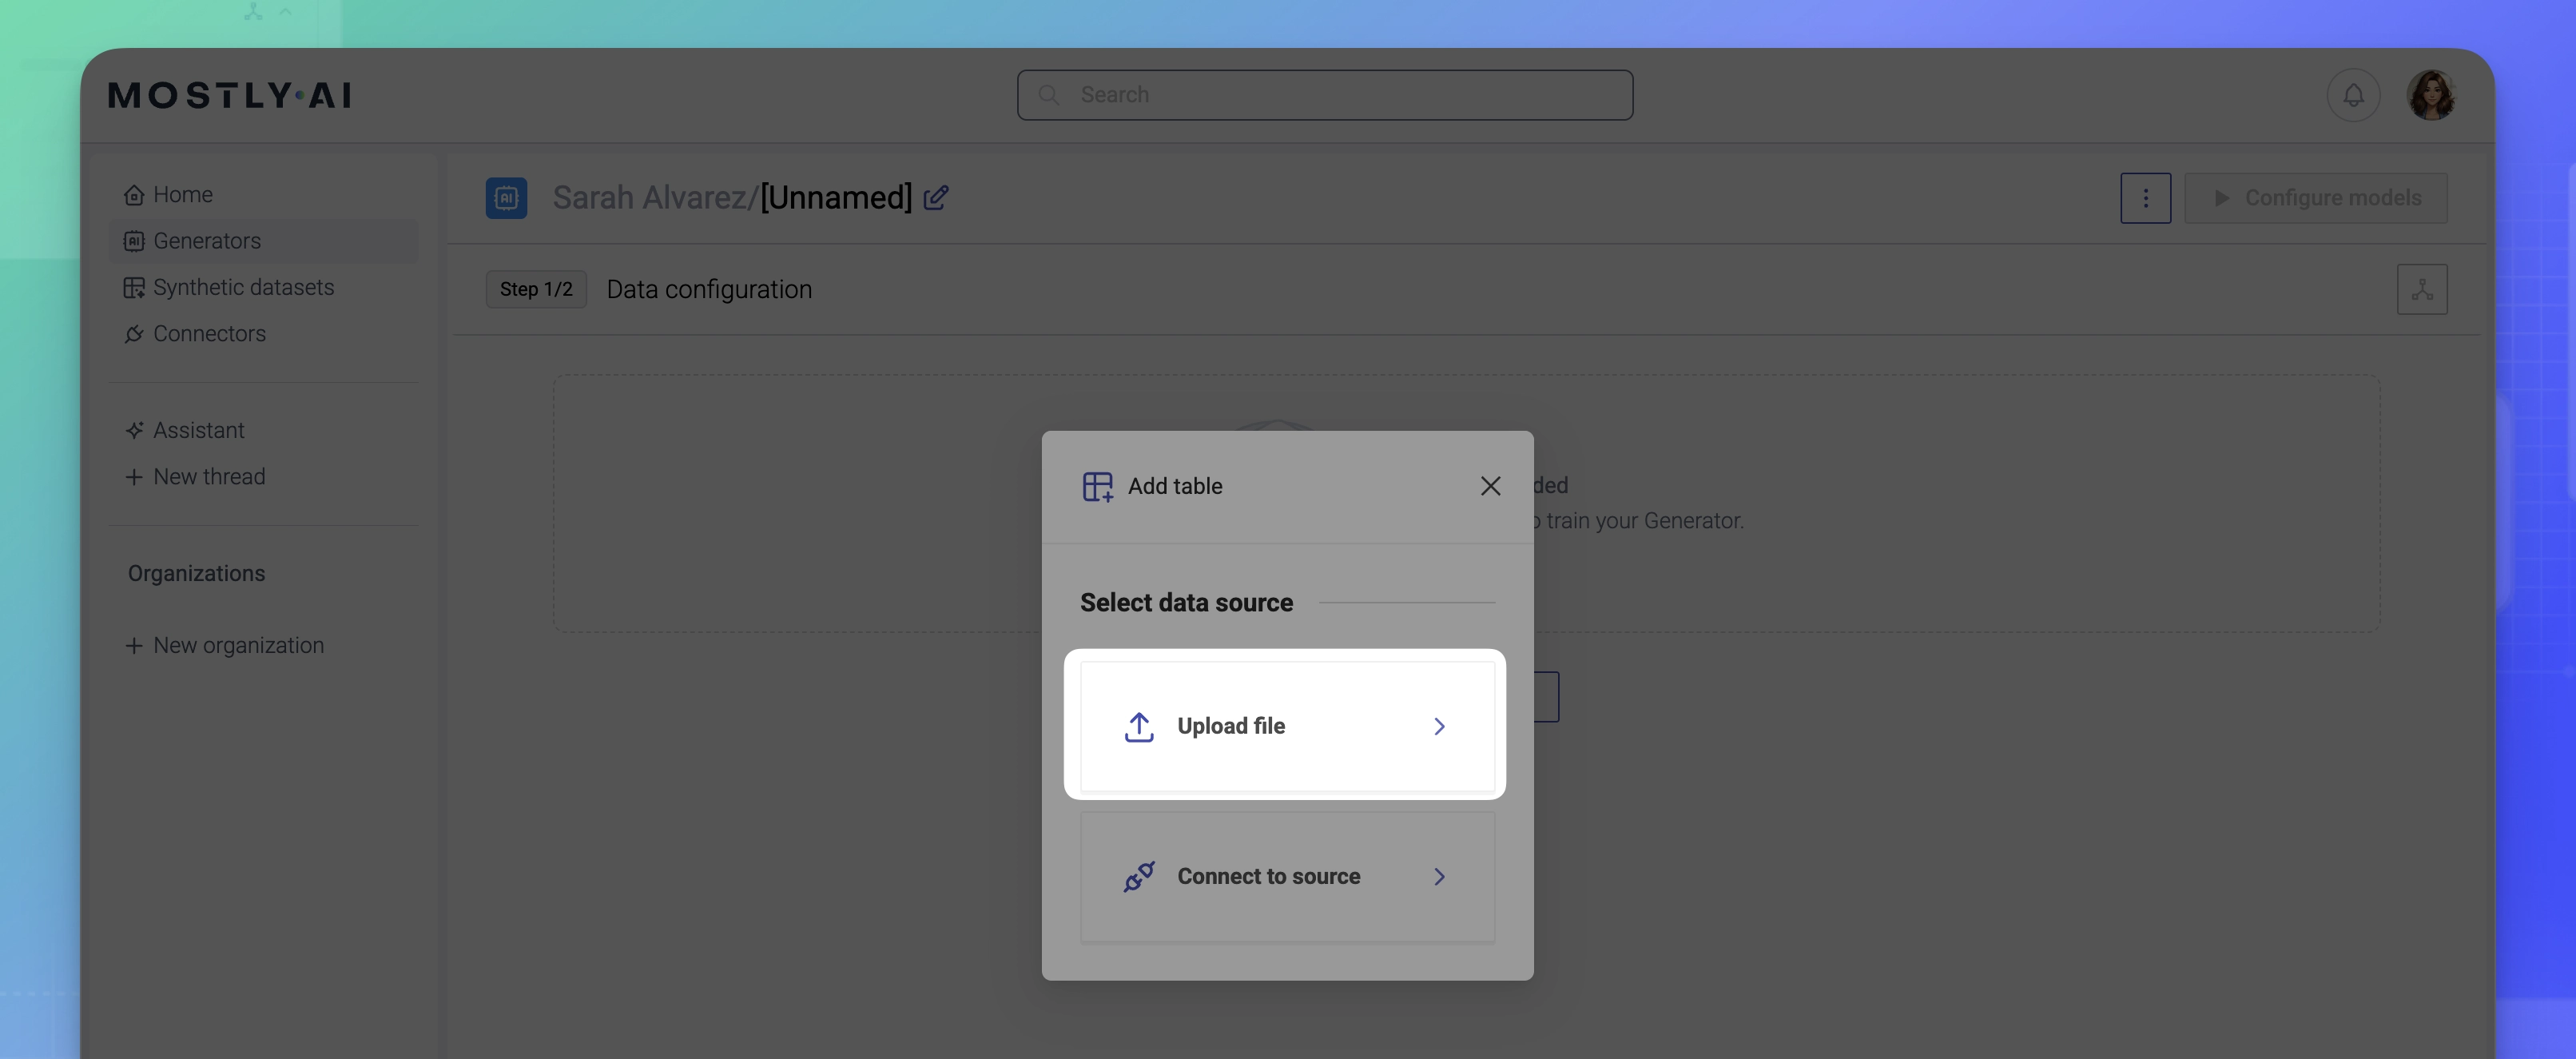 MOSTLY·AI
Search
Home
Generators
Synthetic datasets
Connectors
Assistant
New thread
Organizations
New organization
Sarah Alvarez/[Unnamed]
Configure models
Step 1/2
Data configuration
train your Generator.
Add table
Select data source
Upload file
Connect to source